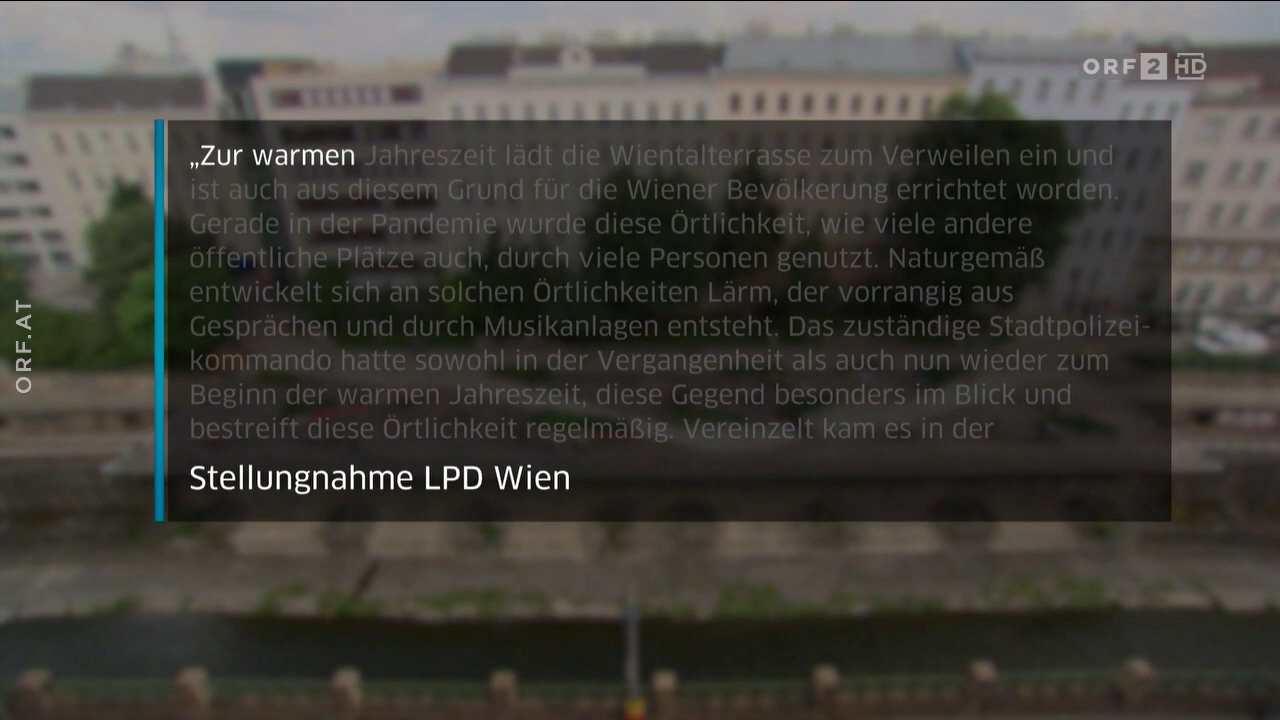 ORF 2 HD
„Zur warmen Jahreszeit lädt die Wientalterrasse zum Verweilen ein und
ist auch aus diesem Grund für die Wiener Bevölkerung errichtet worden.
Gerade in der Pandemie wurde diese Örtlichkeit, wie viele andere
öffentliche Plätze auch, durch viele Personen genutzt. Naturgemäß
entwickelt sich an solchen Örtlichkeiten Lärm, der vorrangig aus
Gesprächen und durch Musikanlagen entsteht. Das zuständige Stadtpolizei-
kommando hatte sowohl in der Vergangenheit als auch nun wieder zum
Beginn der warmen Jahreszeit, diese Gegend besonders im Blick und
bestreift diese Örtlichkeit regelmäßig. Vereinzelt kam es in der
Stellungnahme LPD Wien
ORF.AT